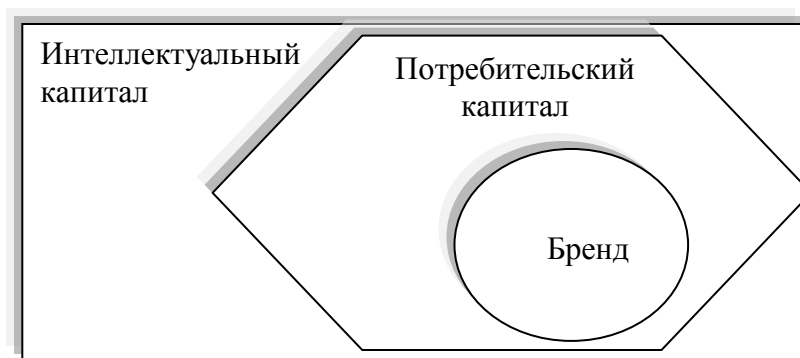 Интеллектуальный
капитал
Потребительский
капитал
Бренд